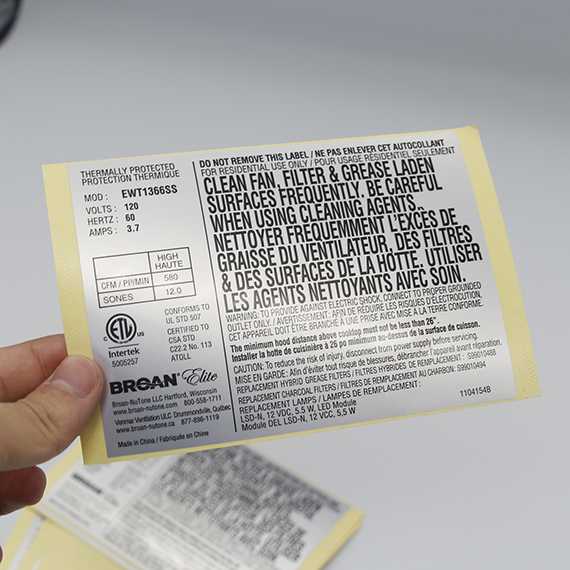 THERMALLY PROTECTED
PROTECTION THERMIQUE
MOD : EWT1366SS
VOLTS : 120
HERTZ : 60
AMPS : 3.7
HIGH
HAUTE
CFM / PP/MIN 580
SONES 12.0
CONFORMS TO
UL STD 507
CERTIFIED TO
CSA STD
C22.2 No. 113
ATOLL
ETL
US
Intertek
5005257
BROAN Elite
Broan-NuTone LLC Hartford, Wisconsin
www.broan-nutone.com 800-558-1711
Venmar Ventilation ULC Drummondville, Québec
www.broan-nutone.ca 877-896-1119
Made in China / Fabriquée en Chine
DO NOT REMOVE THIS LABEL / NE PAS ENLEVER CET AUTOCOLLANT
FOR RESIDENTIAL USE ONLY / POUR USAGE RÉSIDENTIEL SEULEMENT
CLEAN FAN, FILTER & GREASE LADEN
SURFACES FREQUENTLY. BE CAREFUL
WHEN USING CLEANING AGENTS.
NETTOYER FREQUEMMENT L'EXCÈS DE
GRAISSE DU VENTILATEUR, DES FILTRES
& DES SURFACES DE LA HOTTE. UTILISER
LES AGENTS NETTOYANTS AVEC SOIN.
WARNING: TO PROVIDE AGAINST ELECTRIC SHOCK, CONNECT TO PROPER GROUNDED
OUTLET ONLY. / AVERTISSEMENT: AFIN DE RÉDUIRE LES RISQUES D'ÉLECTROCUTION,
CET APPAREIL DOIT ÊTRE BRANCHÉ À UNE PRISE AVEC MISE À LA TERRE CONFORME.
The minimum hood distance above cooktop must not be less than 26".
Installer la hotte de cuisinière à 26 po minimum au-dessus de la surface de cuisson.
CAUTION: To reduce the risk of injury, disconnect from power supply before servicing.
MISE EN GARDE: Afin d'éviter tout risque de blessures, débrancher l'appareil avant entretien.
REPLACEMENT HYBRID GREASE FILTERS / FILTRES HYBRIDES DE REMPLACEMENT : S99010488
REPLACEMENT CHARCOAL FILTERS / FILTRES DE REMPLACEMENT AU CHARBON: S99010494
REPLACEMENT LAMPS / LAMPES DE REMPLACEMENT :
LSD-N, 12 VDC, 5.5 W, LED Module
Module DEL LSD-N, 12 VCC, 5,5 W
1104154B
BROAN